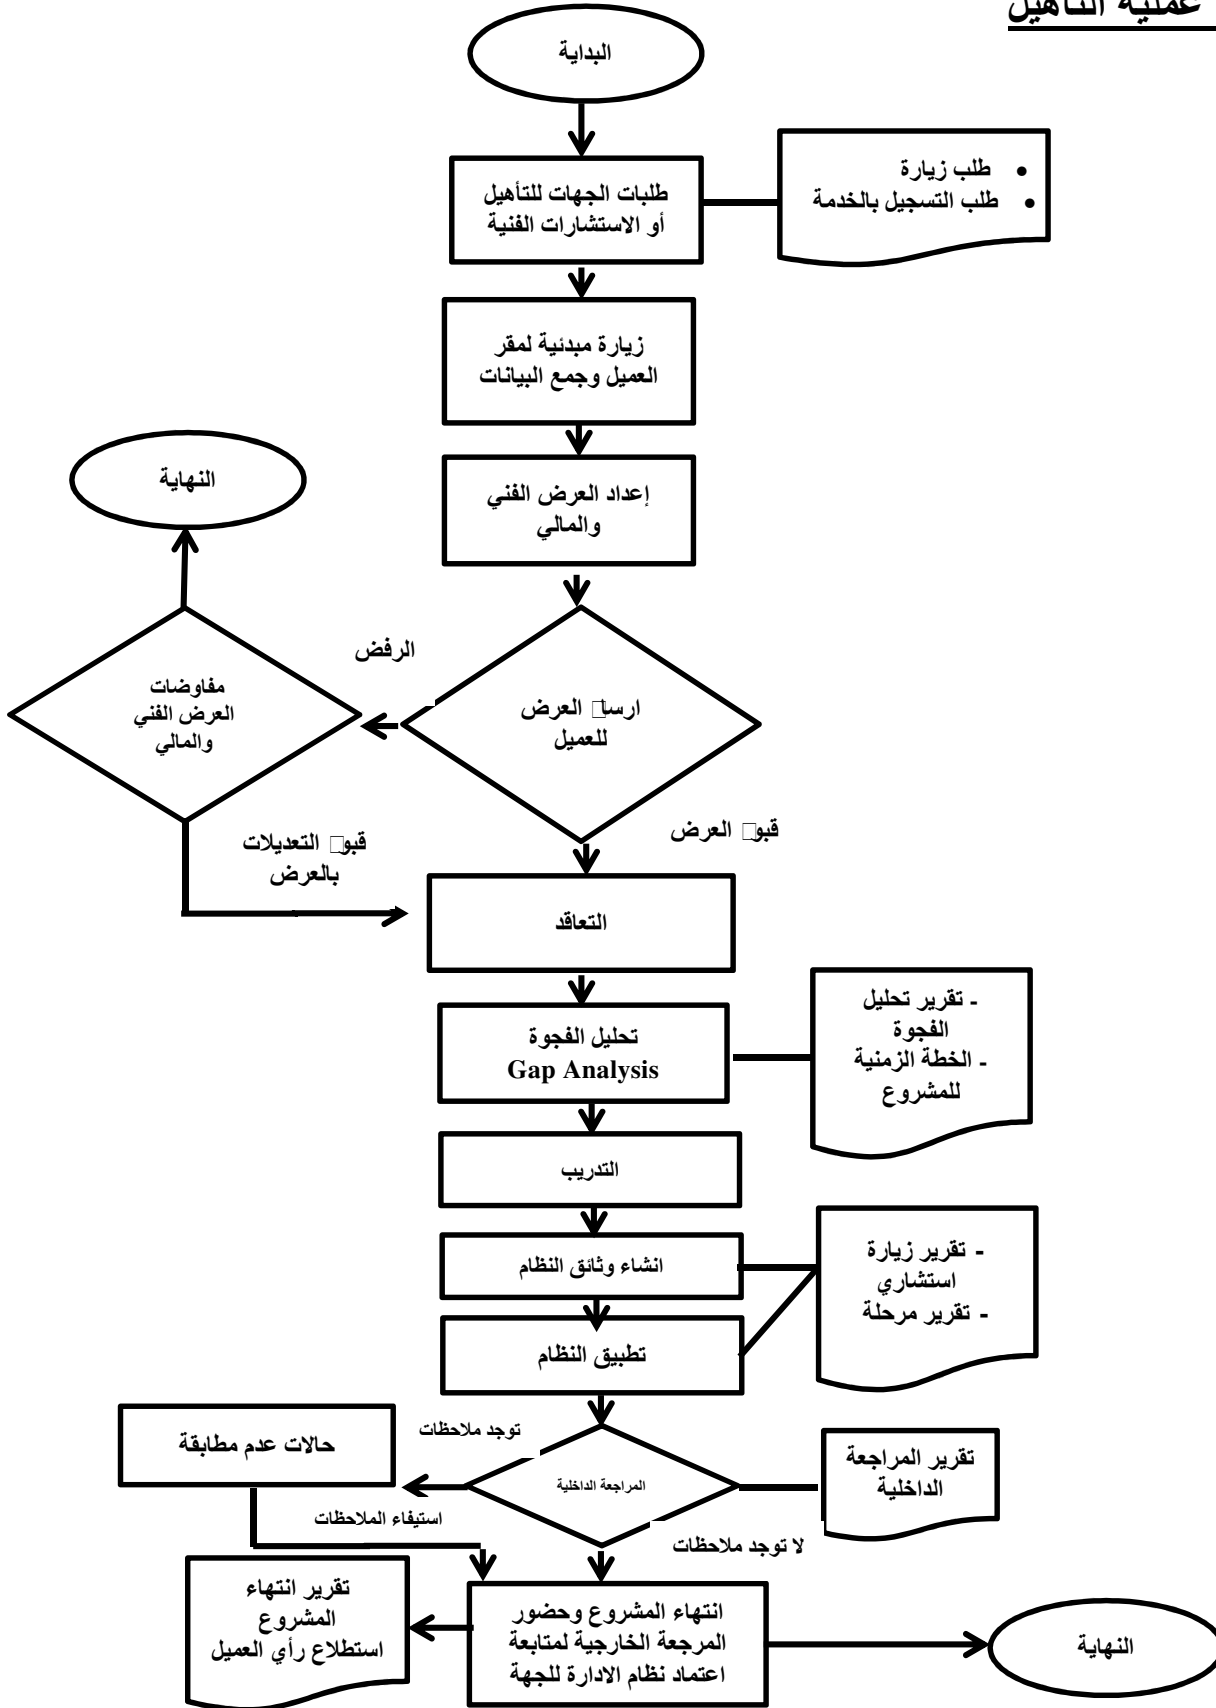 عملية التأهيل
البداية
• طلب زيارة
• طلب التسجيل بالخدمة
طلبات الجهات للتأهيل
أو الاستشارات الفنية
زيارة مبدئية لمقر
العميل وجمع البيانات
النهاية
إعداد العرض الفني
والمالي
الرفض
مفاوضات
العرض الفني
والمالي
العرض
للعميل
العرض
التعديلات
بالعرض
التعاقد
- تقرير تحليل
الفجوة
- الخطة الزمنية
للمشروع
تحليل الفجوة
Gap Analysis
التدريب
- تقرير زيارة
استشاري
- تقرير مرحلة
انشاء وثائق النظام
تطبيق النظام
توجد ملاحظات
حالات عدم مطابقة
المراجعة الداخلية
تقرير المراجعة
الداخلية
استيفاء الملاحظات
لا توجد ملاحظات
انتهاء المشروع وحضور
المرجعة الخارجية لمتابعة
اعتماد نظام الادارة للجهة
تقرير انتهاء
المشروع
استطلاع رأي العميل
النهاية